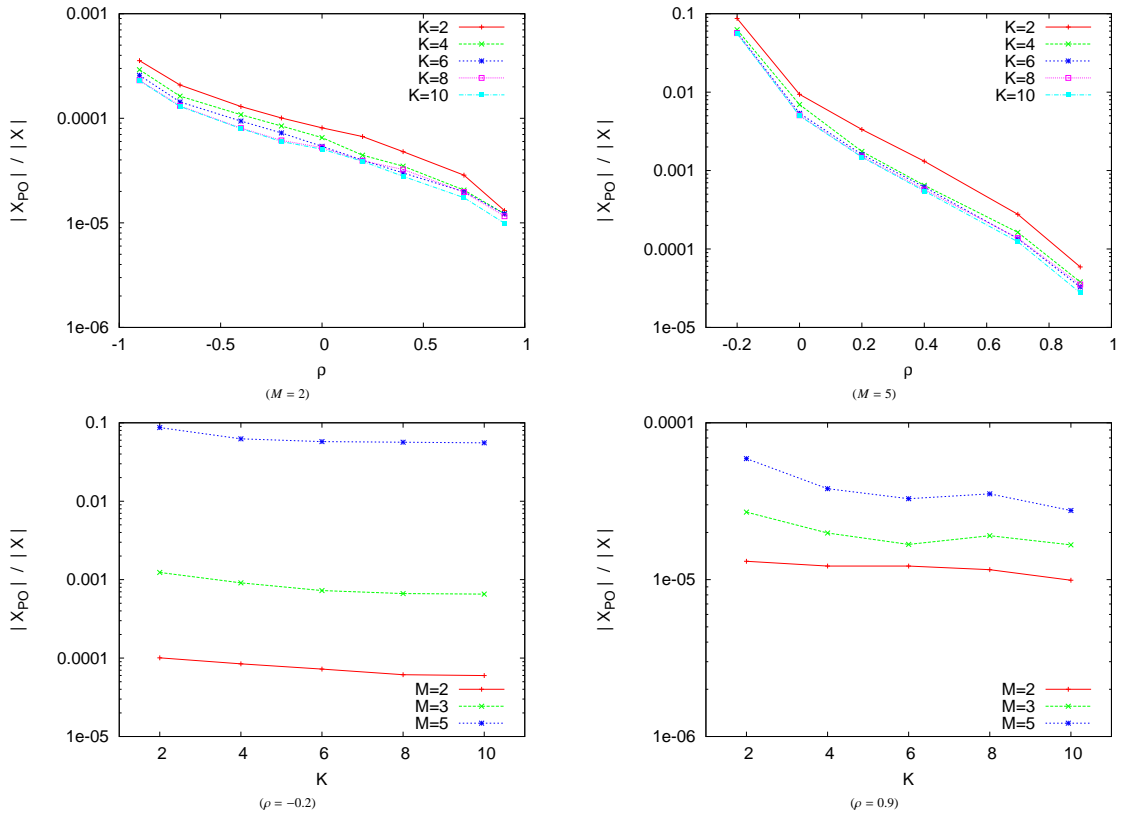 0.001
0.0001
1e-05
1e-06
| X_PO | / | X |
K=2
K=4
K=6
K=8
K=10
-1 -0.5 0 0.5 1
ρ
(M = 2)
0.1
0.01
0.001
0.0001
1e-05
| X_PO | / | X |
K=2
K=4
K=6
K=8
K=10
-0.2 0 0.2 0.4 0.6 0.8 1
ρ
(M = 5)
0.1
0.01
0.001
0.0001
1e-05
| X_PO | / | X |
M=2
M=3
M=5
2 4 6 8 10
K
(ρ = −0.2)
0.0001
1e-05
1e-06
| X_PO | / | X |
M=2
M=3
M=5
2 4 6 8 10
K
(ρ = 0.9)